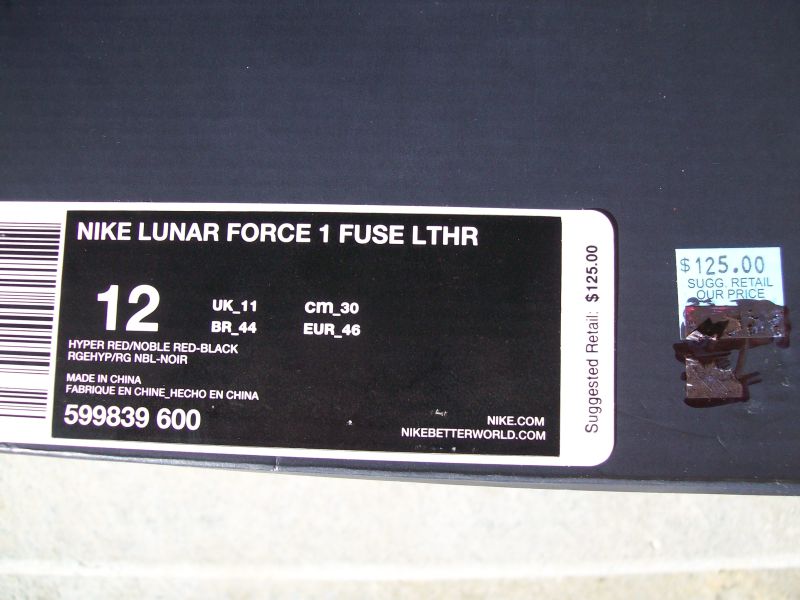 NIKE LUNAR FORCE 1 FUSE LTHR
12
UK_11 cm_30
BR_44 EUR_46
HYPER RED/NOBLE RED-BLACK
RGEHYP/RG NBL-NOIR
MADE IN CHINA
FABRIQUE EN CHINE_HECHO EN CHINA
599839 600
NIKE.COM
NIKEBETTERWORLD.COM
Suggested Retail: $125.00
$125.00
SUGG. RETAIL
OUR PRICE